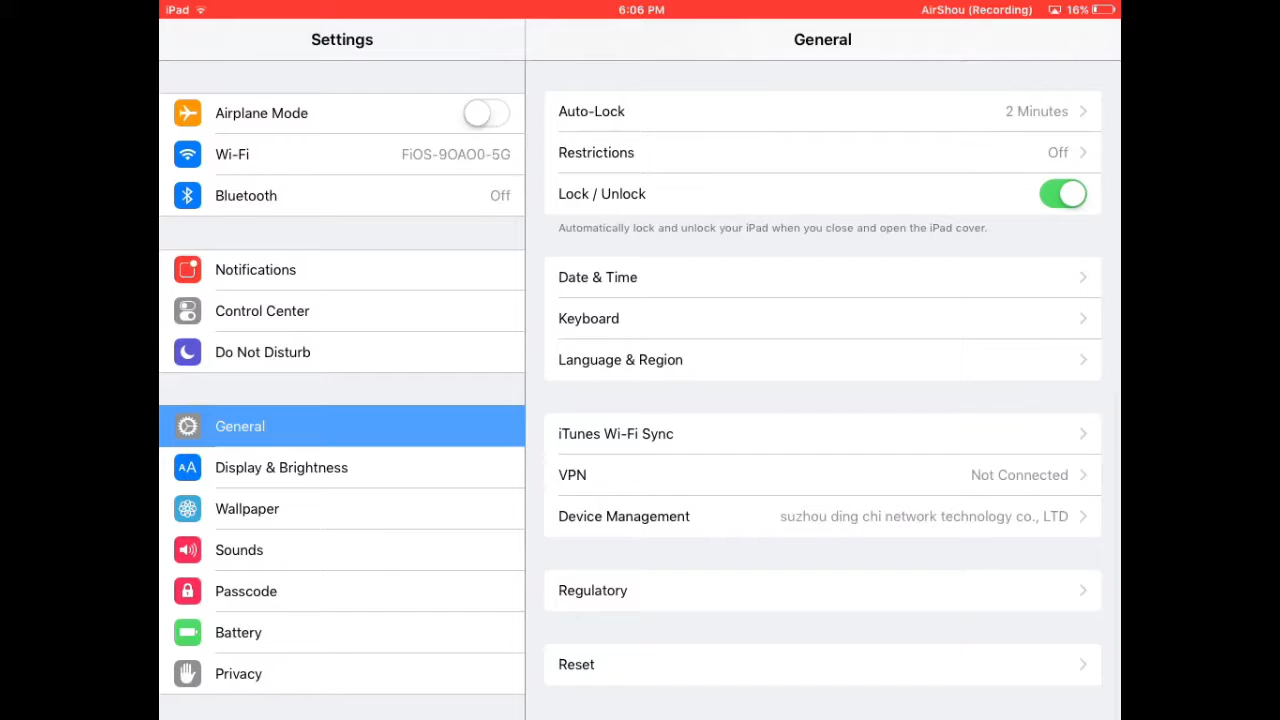 iPad 6:06 PM AirShou (Recording) 16%
Settings
General
Airplane Mode
Wi-Fi FiOS-9OAO0-5G
Bluetooth Off
Notifications
Control Center
Do Not Disturb
General
Display & Brightness
AA
Wallpaper
Sounds
Passcode
Battery
Privacy
Auto-Lock 2 Minutes
Restrictions Off
Lock / Unlock
Automatically lock and unlock your iPad when you close and open the iPad cover.
Date & Time
Keyboard
Language & Region
iTunes Wi-Fi Sync
VPN Not Connected
Device Management suzhou ding chi network technology co., LTD
Regulatory
Reset